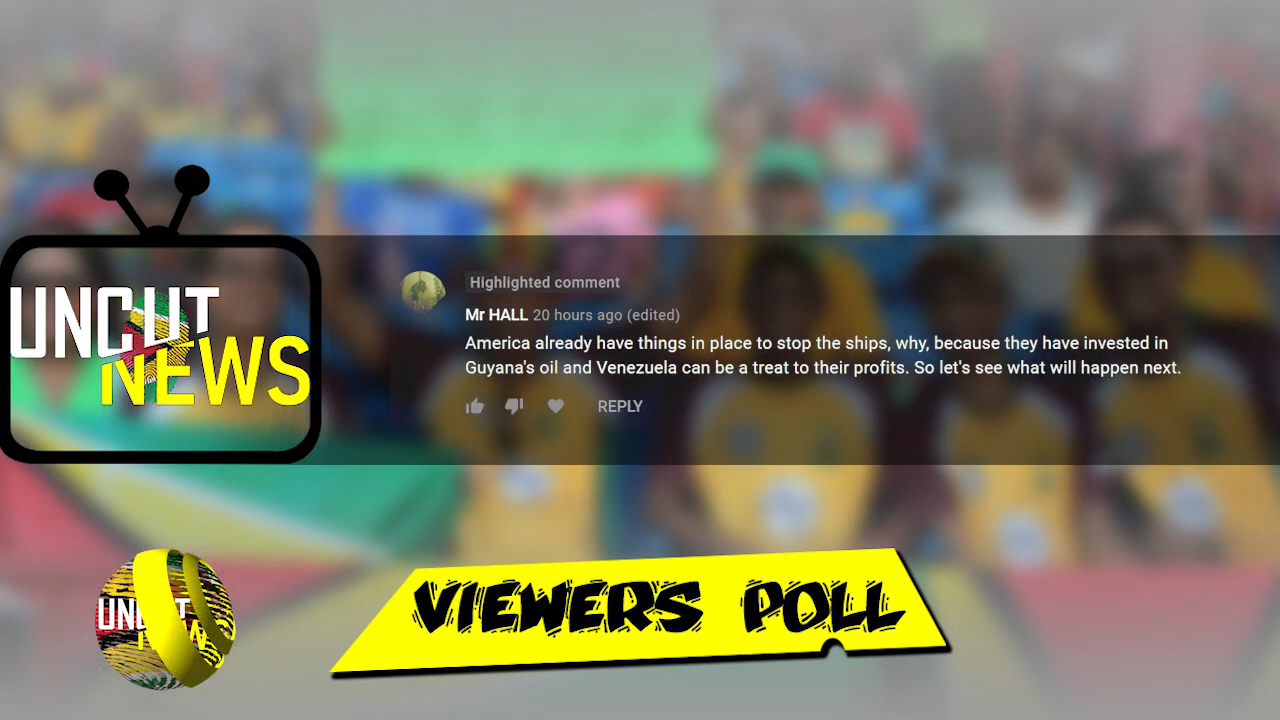 Highlighted comment
Mr HALL 20 hours ago (edited)
America already have things in place to stop the ships, why, because they have invested in
Guyana's oil and Venezuela can be a treat to their profits. So let's see what will happen next.
REPLY
UNCUT
NEWS
VIEWERS POLL